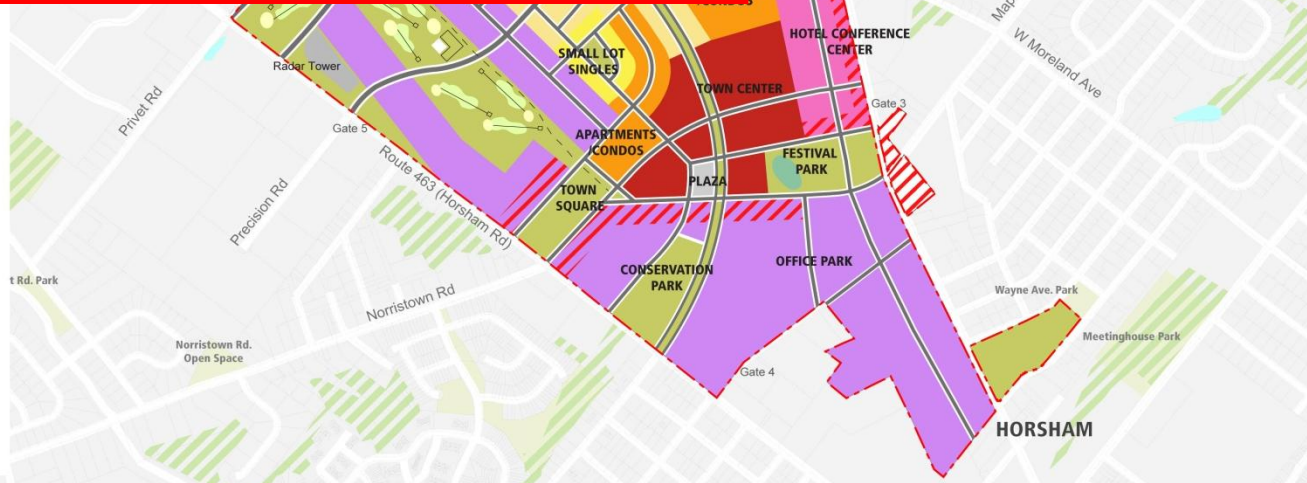 HOTEL CONFERENCE
CENTER
W Moreland Ave
SMALL LOT
SINGLES
Radar Tower
TOWN CENTER
Privet Rd
Gate 3
Gate 5
APARTMENTS
/CONDOS
FESTIVAL
PARK
Route 463 (Horsham Rd)
PLAZA
TOWN
SQUARE
Precision Rd
CONSERVATION
PARK
OFFICE PARK
t Rd. Park
Norristown Rd
Wayne Ave. Park
Meetinghouse Park
Norristown Rd.
Open Space
Gate 4
HORSHAM